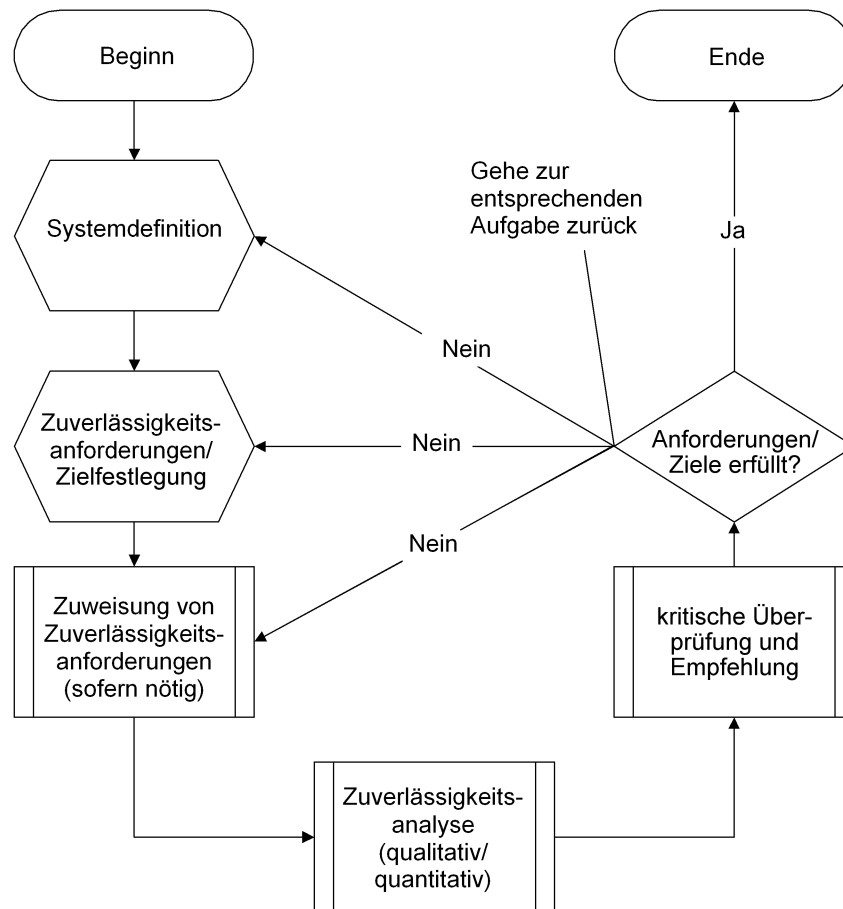 Beginn
Ende
Systemdefinition
Gehe zur
entsprechenden
Aufgabe zurück
Ja
Nein
Zuverlässigkeits-
anforderungen/
Zielfestlegung
Nein
Anforderungen/
Ziele erfüllt?
Nein
Zuweisung von
Zuverlässigkeits-
anforderungen
(sofern nötig)
kritische Über-
prüfung und
Empfehlung
Zuverlässigkeits-
analyse
(qualitativ/
quantitativ)